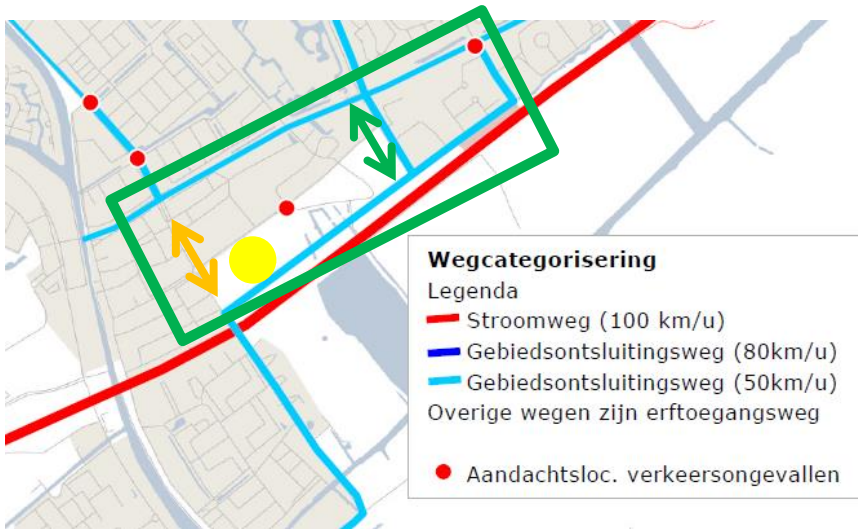 Wegcategorisering
Legenda
Stroomweg (100 km/u)
Gebiedsontsluitingsweg (80km/u)
Gebiedsontsluitingsweg (50km/u)
Overige wegen zijn erftoegangsweg
Aandachtsloc. verkeersongevallen